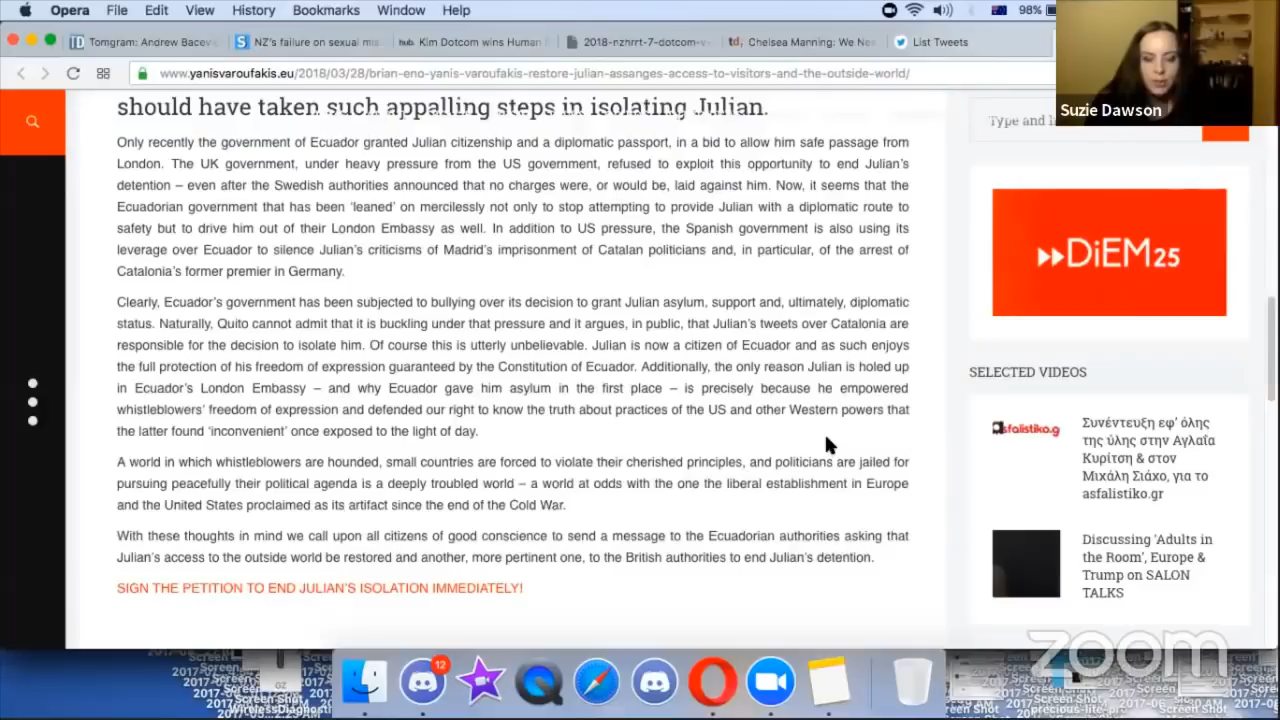 Opera File Edit View History Bookmarks Window Help 98%
Tomgram: Andrew Bacev NZ's failure on sexual mis Kim Dotcom wins Human 2018-nzhrrt-7-dotcom-v- Chelsea Manning: We Nee List Tweets
www.yanisvaroufakis.eu/2018/03/28/brian-eno-yanis-varoufakis-restore-julian-assanges-access-to-visitors-and-the-outside-world/
Suzie Dawson
should have taken such appalling steps in isolating Julian.
Only recently the government of Ecuador granted Julian citizenship and a diplomatic passport, in a bid to allow him safe passage from
London. The UK government, under heavy pressure from the US government, refused to exploit this opportunity to end Julian's
detention – even after the Swedish authorities announced that no charges were, or would be, laid against him. Now, it seems that the
Ecuadorian government that has been 'leaned' on mercilessly not only to stop attempting to provide Julian with a diplomatic route to
safety but to drive him out of their London Embassy as well. In addition to US pressure, the Spanish government is also using its
leverage over Ecuador to silence Julian's criticisms of Madrid's imprisonment of Catalan politicians and, in particular, of the arrest of
Catalonia's former premier in Germany.
Clearly, Ecuador's government has been subjected to bullying over its decision to grant Julian asylum, support and, ultimately, diplomatic
status. Naturally, Quito cannot admit that it is buckling under that pressure and it argues, in public, that Julian's tweets over Catalonia are
responsible for the decision to isolate him. Of course this is utterly unbelievable. Julian is now a citizen of Ecuador and as such enjoys
the full protection of his freedom of expression guaranteed by the Constitution of Ecuador. Additionally, the only reason Julian is holed up
in Ecuador's London Embassy – and why Ecuador gave him asylum in the first place – is precisely because he empowered
whistleblowers' freedom of expression and defended our right to know the truth about practices of the US and other Western powers that
the latter found 'inconvenient' once exposed to the light of day.
A world in which whistleblowers are hounded, small countries are forced to violate their cherished principles, and politicians are jailed for
pursuing peacefully their political agenda is a deeply troubled world – a world at odds with the one the liberal establishment in Europe
and the United States proclaimed as its artifact since the end of the Cold War.
With these thoughts in mind we call upon all citizens of good conscience to send a message to the Ecuadorian authorities asking that
Julian's access to the outside world be restored and another, more pertinent one, to the British authorities to end Julian's detention.
SIGN THE PETITION TO END JULIAN'S ISOLATION IMMEDIATELY!
Type and
DiEM25
SELECTED VIDEOS
asfalistiko.g
Συνέντευξη εφ' όλης
της ύλης στην Αγλαΐα
Κυρίτση & στον
Μιχάλη Σιάχο, για το
asfalistiko.gr
Discussing 'Adults in
the Room', Europe &
Trump on SALON
TALKS
zoom
12